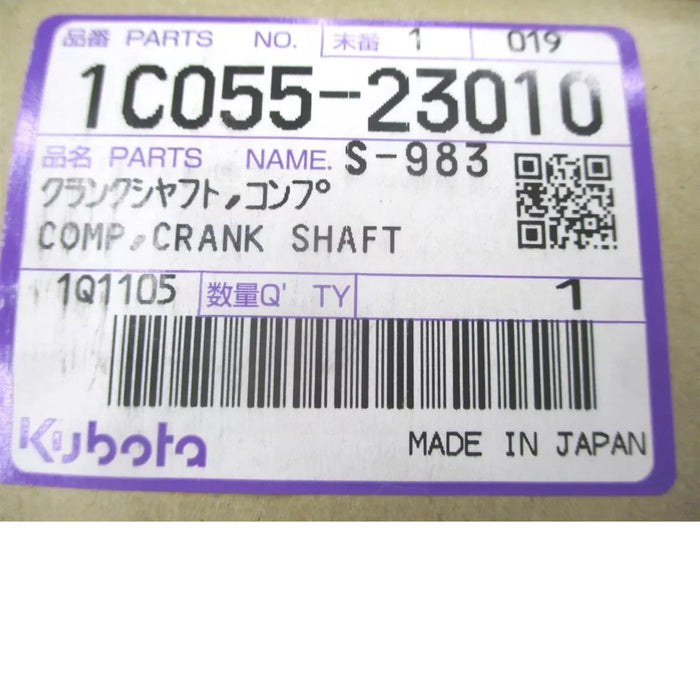 品番 PARTS NO. 末番 1 019
1C055-23010
品名 PARTS NAME. S-983
クランクシャフト,コンプ
COMP,CRANK SHAFT
1Q1105 数量Q'TY 1
Kubota
MADE IN JAPAN